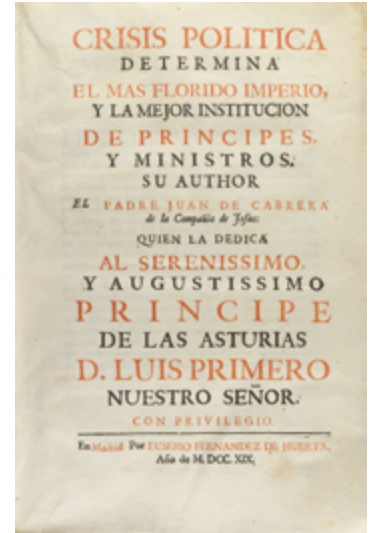 CRISIS POLITICA
DETERMINA
EL MAS FLORIDO IMPERIO,
Y LA MEJOR INSTITUCION
DE PRINCIPES,
Y MINISTROS.
SU AUTHOR
EL PADRE JUAN DE CABRERA
de la Compañia de Jesus:
QUIEN LA DEDICA
AL SERENISSIMO,
Y AUGUSTISSIMO
PRINCIPE
DE LAS ASTURIAS
D. LUIS PRIMERO
NUESTRO SEÑOR.
CON PRIVILEGIO.
En Madrid: Por EUSEBIO FERNANDEZ DE HUERTA,
Año de M. DCC. XIX.